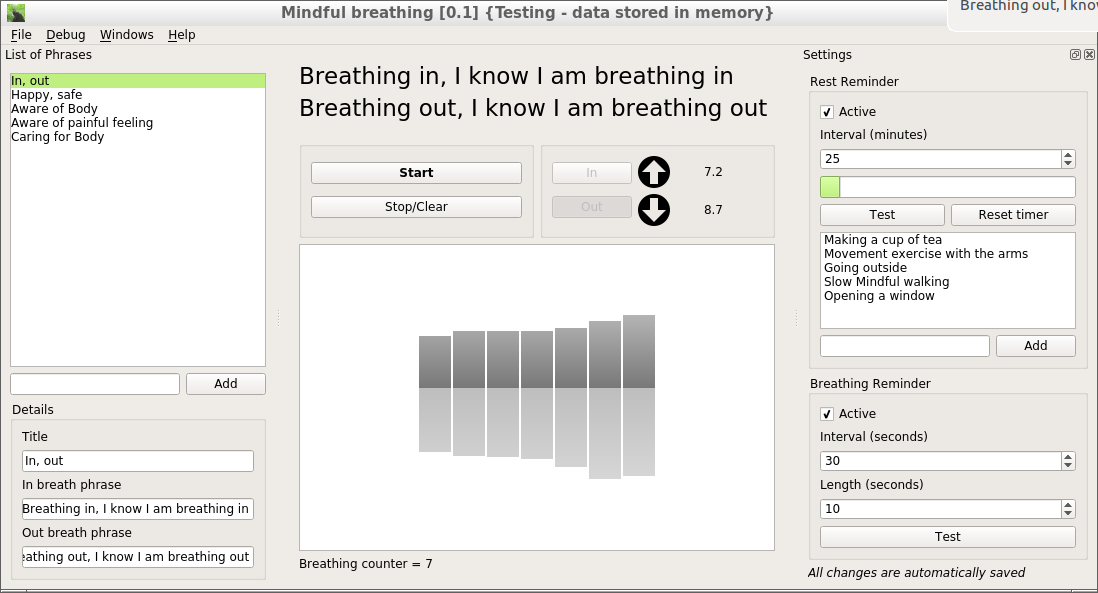 Mindful breathing [0.1] {Testing - data stored in memory}
Breathing out, I know
File Debug Windows Help
List of Phrases
In, out
Happy, safe
Aware of Body
Aware of painful feeling
Caring for Body
Add
Details
Title
In, out
In breath phrase
Breathing in, I know I am breathing in
Out breath phrase
eathing out, I know I am breathing out
Breathing in, I know I am breathing in
Breathing out, I know I am breathing out
Start
Stop/Clear
In
7.2
Out
8.7
Breathing counter = 7
Settings
Rest Reminder
Active
Interval (minutes)
25
Test
Reset timer
Making a cup of tea
Movement exercise with the arms
Going outside
Slow Mindful walking
Opening a window
Add
Breathing Reminder
Active
Interval (seconds)
30
Length (seconds)
10
Test
All changes are automatically saved